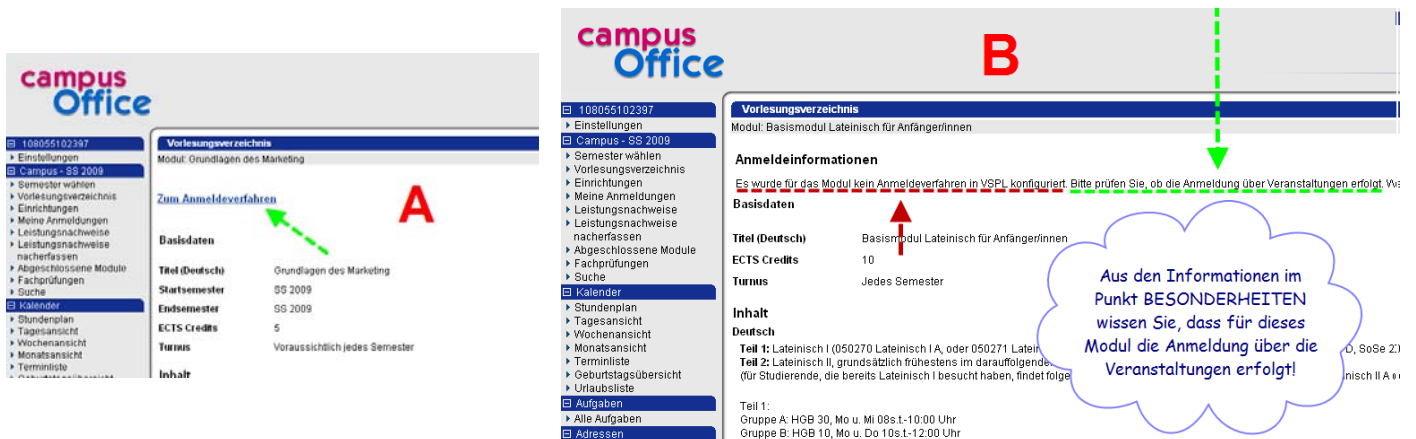 campus
Office
108055102397
Einstellungen
Campus - SS 2009
Semester wählen
Vorlesungsverzeichnis
Einrichtungen
Meine Anmeldungen
Leistungsnachweise
Leistungsnachweise
nacherfassen
Abgeschlossene Module
Fachprüfungen
Suche
Kalender
Stundenplan
Tagesansicht
Wochenansicht
Monatsansicht
Terminliste
Vorlesungsverzeichnis
Modul: Grundlagen des Marketing
Zum Anmeldeverfahren
A
Basisdaten
Titel (Deutsch) Grundlagen des Marketing
Startsemester SS 2009
Endsemester SS 2009
ECTS Credits 5
Turnus Voraussichtlich jedes Semester
Inhalt
campus
Office
B
108055102397
Einstellungen
Campus - SS 2009
Semester wählen
Vorlesungsverzeichnis
Einrichtungen
Meine Anmeldungen
Leistungsnachweise
Leistungsnachweise
nacherfassen
Abgeschlossene Module
Fachprüfungen
Suche
Kalender
Stundenplan
Tagesansicht
Wochenansicht
Monatsansicht
Terminliste
Geburtstagsübersicht
Urlaubsliste
Aufgaben
Alle Aufgaben
Adressen
Vorlesungsverzeichnis
Modul: Basismodul Lateinisch für Anfänger/innen
Anmeldeinformationen
Es wurde für das Modul kein Anmeldeverfahren in VSPL konfiguriert. Bitte prüfen Sie, ob die Anmeldung über Veranstaltungen erfolgt.
Basisdaten
Titel (Deutsch) Basismodul Lateinisch für Anfänger/innen
ECTS Credits 10
Turnus Jedes Semester
Inhalt
Deutsch
Teil 1: Lateinisch I (050270 Lateinisch I A, oder 050271 D, SoSe
Teil 2: Lateinisch II, grundsätzlich frühestens im
(für Studierende, die bereits Lateinisch I besucht haben, findet II A
Teil 1:
Gruppe A: HGB 30, Mo u. Mi 08s.t.-10:00 Uhr
Gruppe B: HGB 10, Mo u. Do 10s.t.-12:00 Uhr
Aus den Informationen im
Punkt BESONDERHEITEN
wissen Sie, dass für dieses
Modul die Anmeldung über die
Veranstaltungen erfolgt!